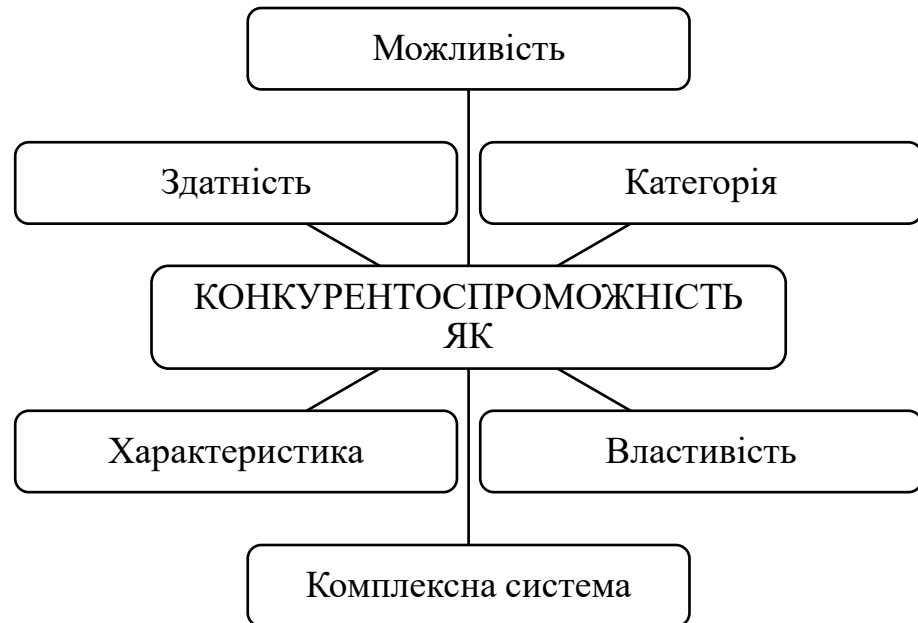 Можливість
Здатність
Категорія
КОНКУРЕНТОСПРОМОЖНІСТЬ
ЯК
Характеристика
Властивість
Комплексна система